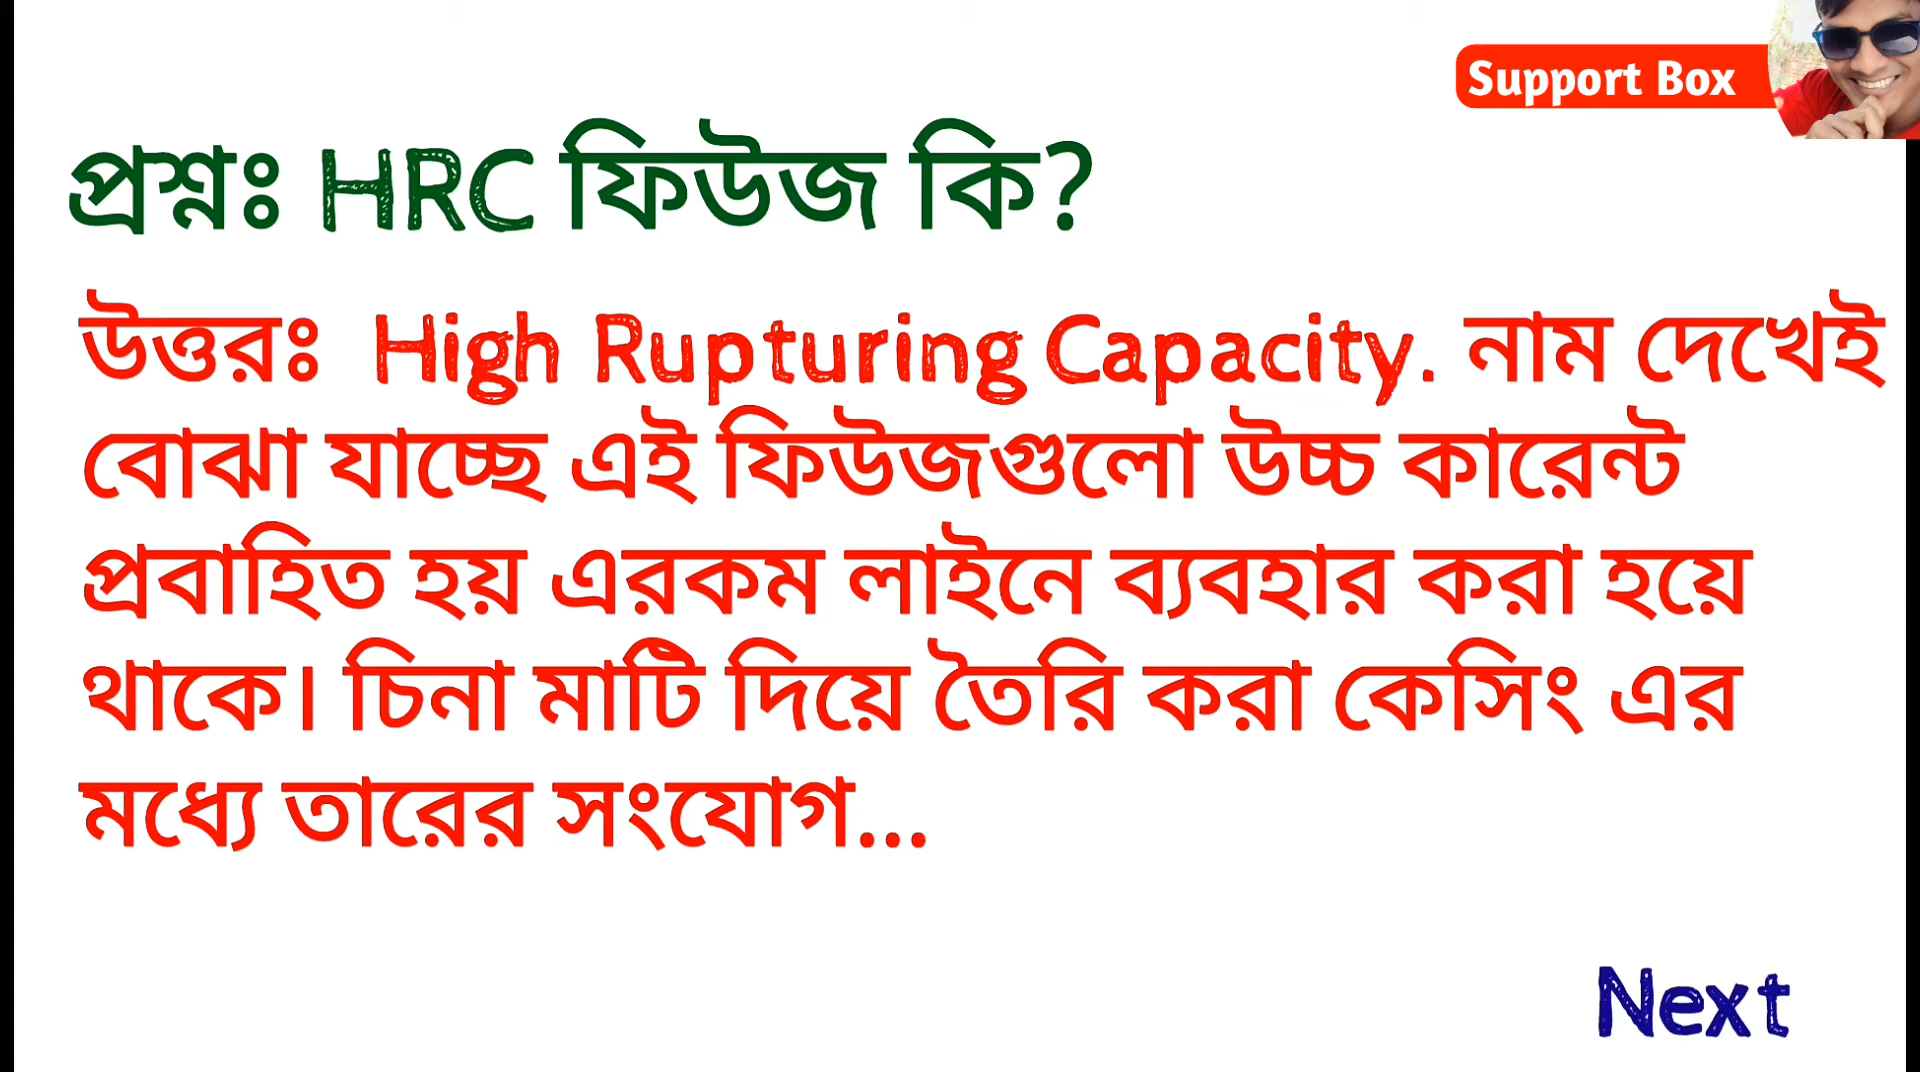 Support Box
প্রশ্নঃ HRC ফিউজ কি?
উত্তরঃ High Rupturing Capacity. নাম দেখেই
বোঝা যাচ্ছে এই ফিউজগুলো উচ্চ কারেন্ট
প্রবাহিত হয় এরকম লাইনে ব্যবহার করা হয়ে
থাকে। চিনা মাটি দিয়ে তৈরি করা কেসিং এর
মধ্যে তারের সংযোগ...
Next